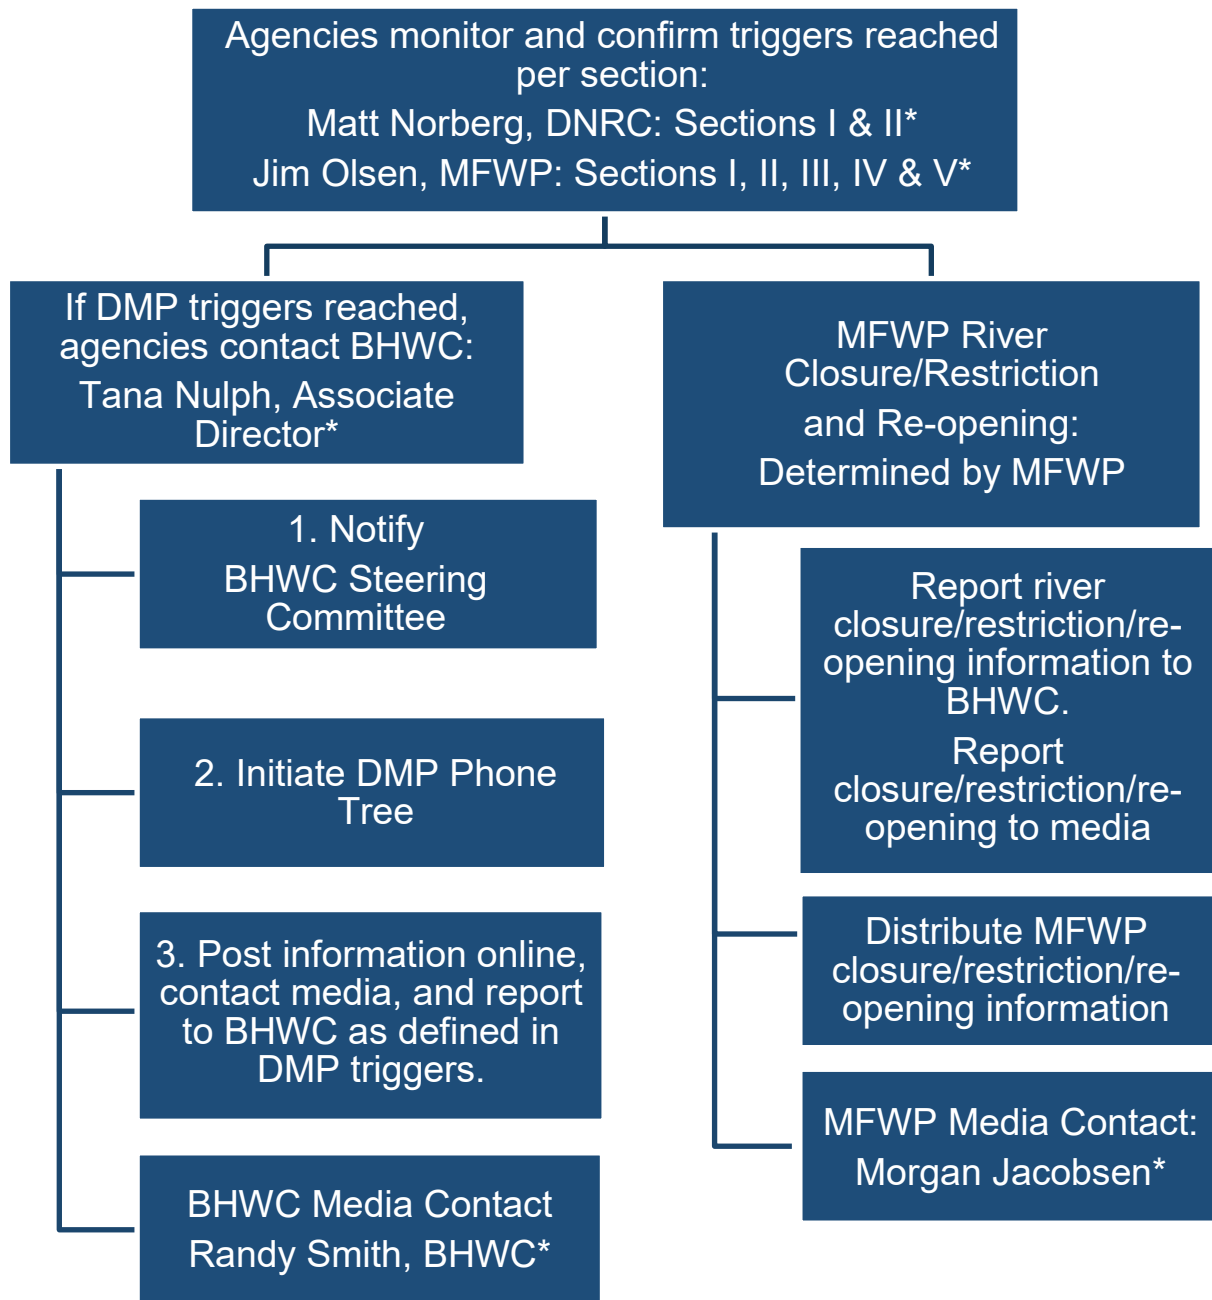 Agencies monitor and confirm triggers reached
per section:
Matt Norberg, DNRC: Sections I & II*
Jim Olsen, MFWP: Sections I, II, III, IV & V*
If DMP triggers reached,
agencies contact BHWC:
Tana Nulph, Associate
Director*
1. Notify
BHWC Steering
Committee
2. Initiate DMP Phone
Tree
3. Post information online,
contact media, and report
to BHWC as defined in
DMP triggers.
BHWC Media Contact
Randy Smith, BHWC*
MFWP River
Closure/Restriction
and Re-opening:
Determined by MFWP
Report river
closure/restriction/re-
opening information to
BHWC.
Report
closure/restriction/re-
opening to media
Distribute MFWP
closure/restriction/re-
opening information
MFWP Media Contact:
Morgan Jacobsen*